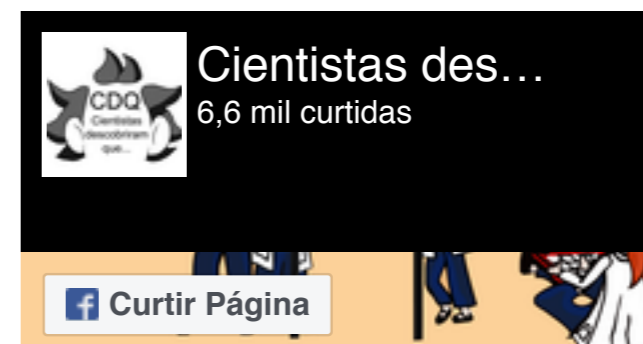 Cientistas des…
6,6 mil curtidas
CDQ
Cientistas
descobriram
que...
f Curtir Página